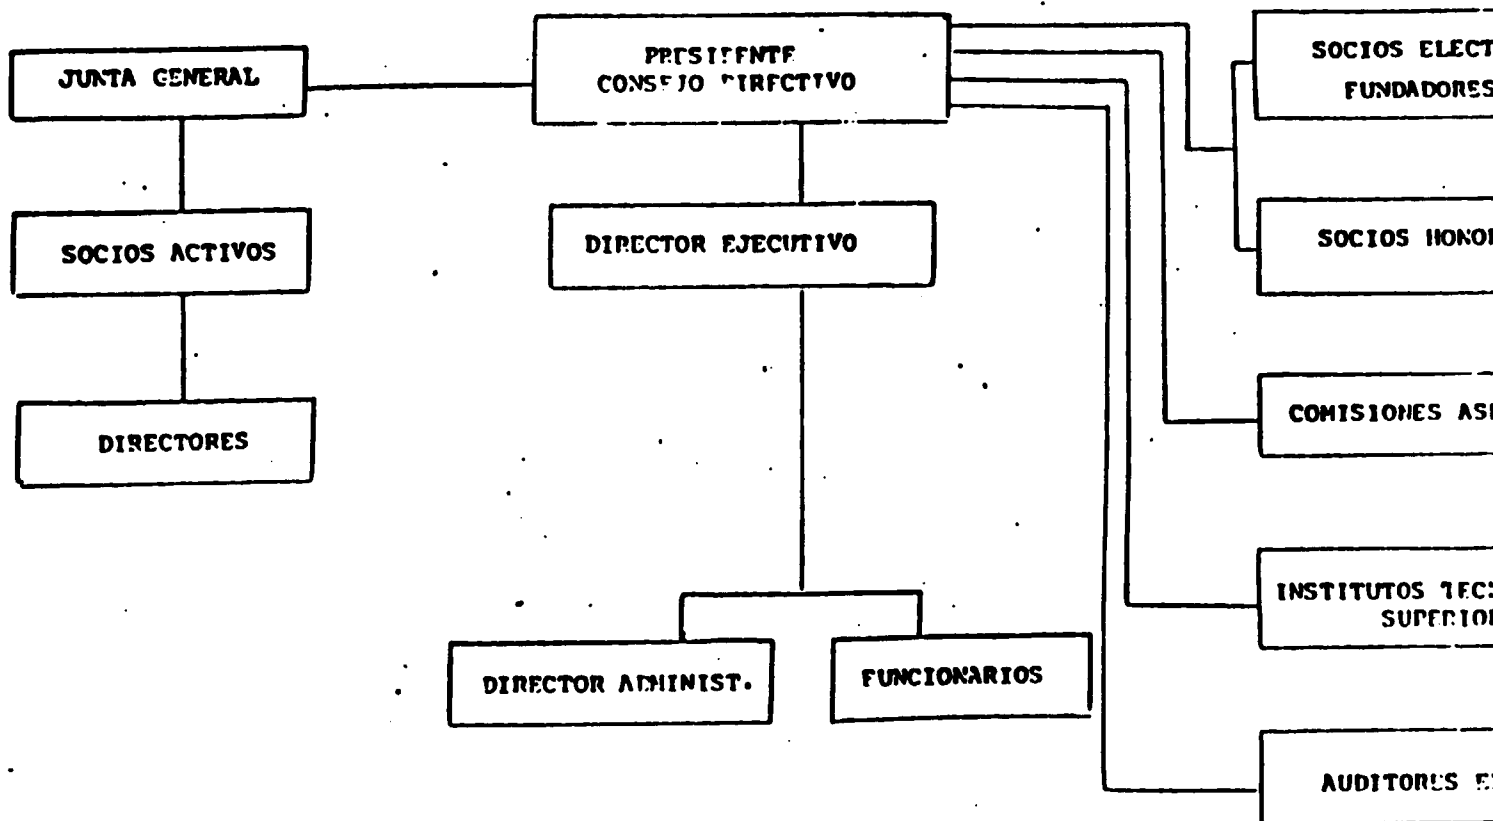 JUNTA GENERAL
PRESIDENTE
CONSEJO DIRECTIVO
SOCIOS
FUNDADORES
SOCIOS ACTIVOS
DIRECTOR EJECUTIVO
SOCIOS
DIRECTORES
COMISIONES
INSTITUTOS
DIRECTOR ADMINIST.
FUNCIONARIOS
AUDITORES